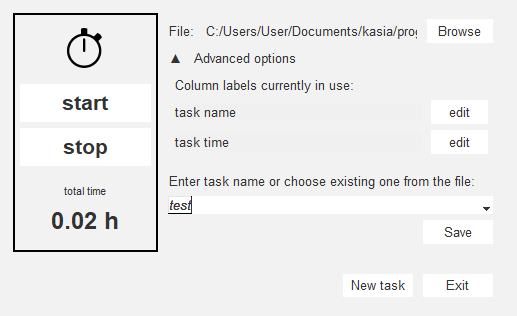 start
stop
total time
0.02 h
File: C:/Users/User/Documents/kasia/prog Browse
▲ Advanced options
Column labels currently in use:
task name edit
task time edit
Enter task name or choose existing one from the file:
test
Save
New task Exit